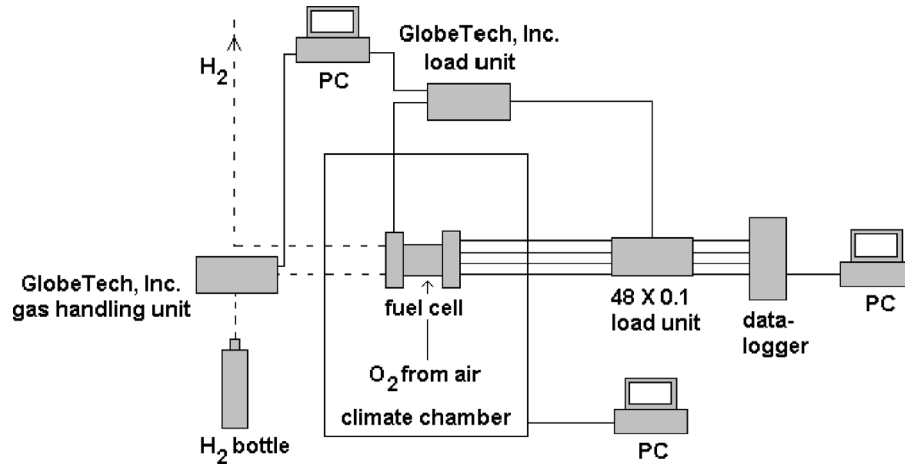 H2
PC
GlobeTech, Inc.
load unit
GlobeTech, Inc.
gas handling unit
H2 bottle
fuel cell
O2 from air
climate chamber
48 X 0.1
load unit
data-
logger
PC
PC